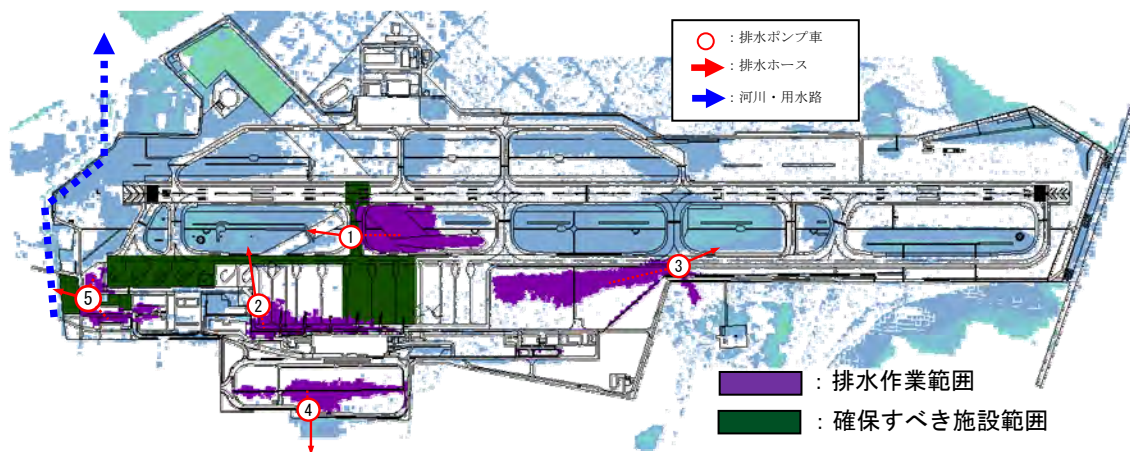 ：排水ポンプ車
：排水ホース
：河川・用水路
①
③
②
⑤
④
：排水作業範囲
：確保すべき施設範囲